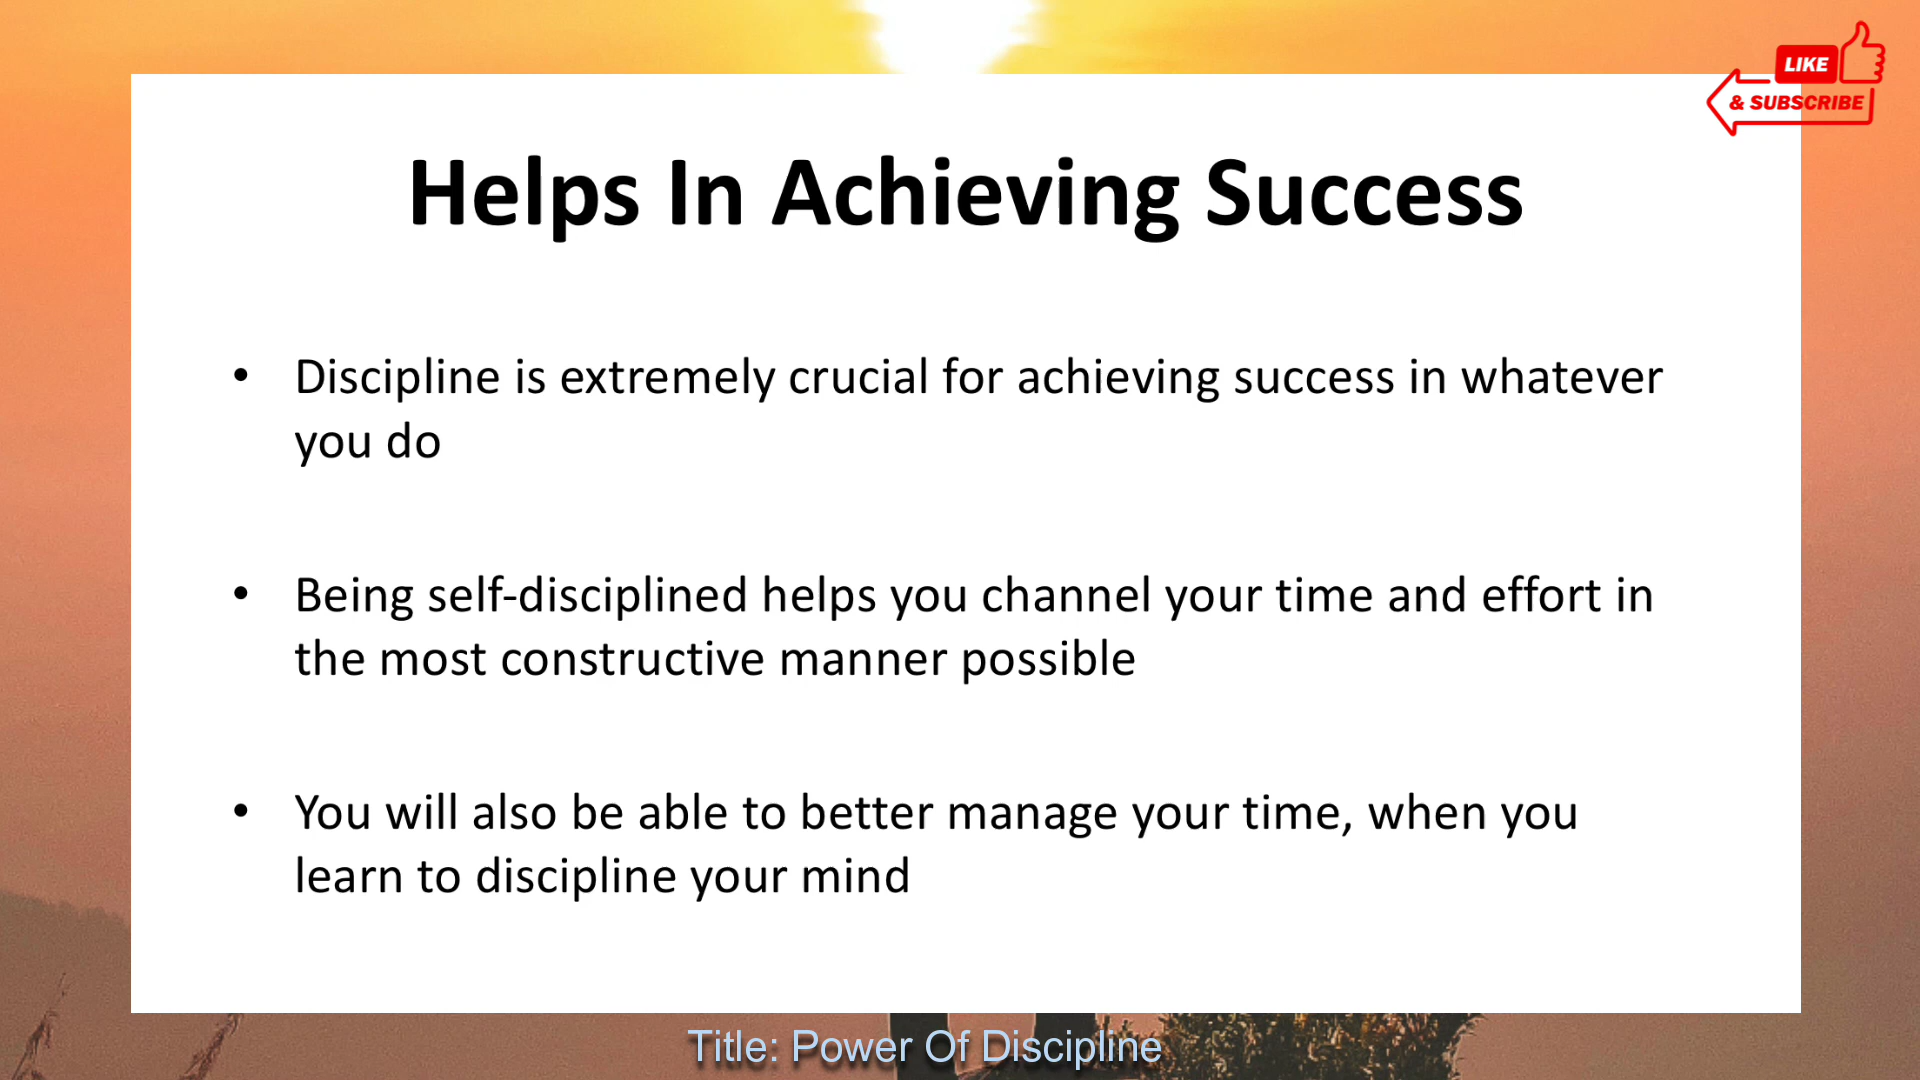 LIKE
& SUBSCRIBE
Helps In Achieving Success
• Discipline is extremely crucial for achieving success in whatever
you do
• Being self-disciplined helps you channel your time and effort in
the most constructive manner possible
• You will also be able to better manage your time, when you
learn to discipline your mind
Title: Power Of Discipline